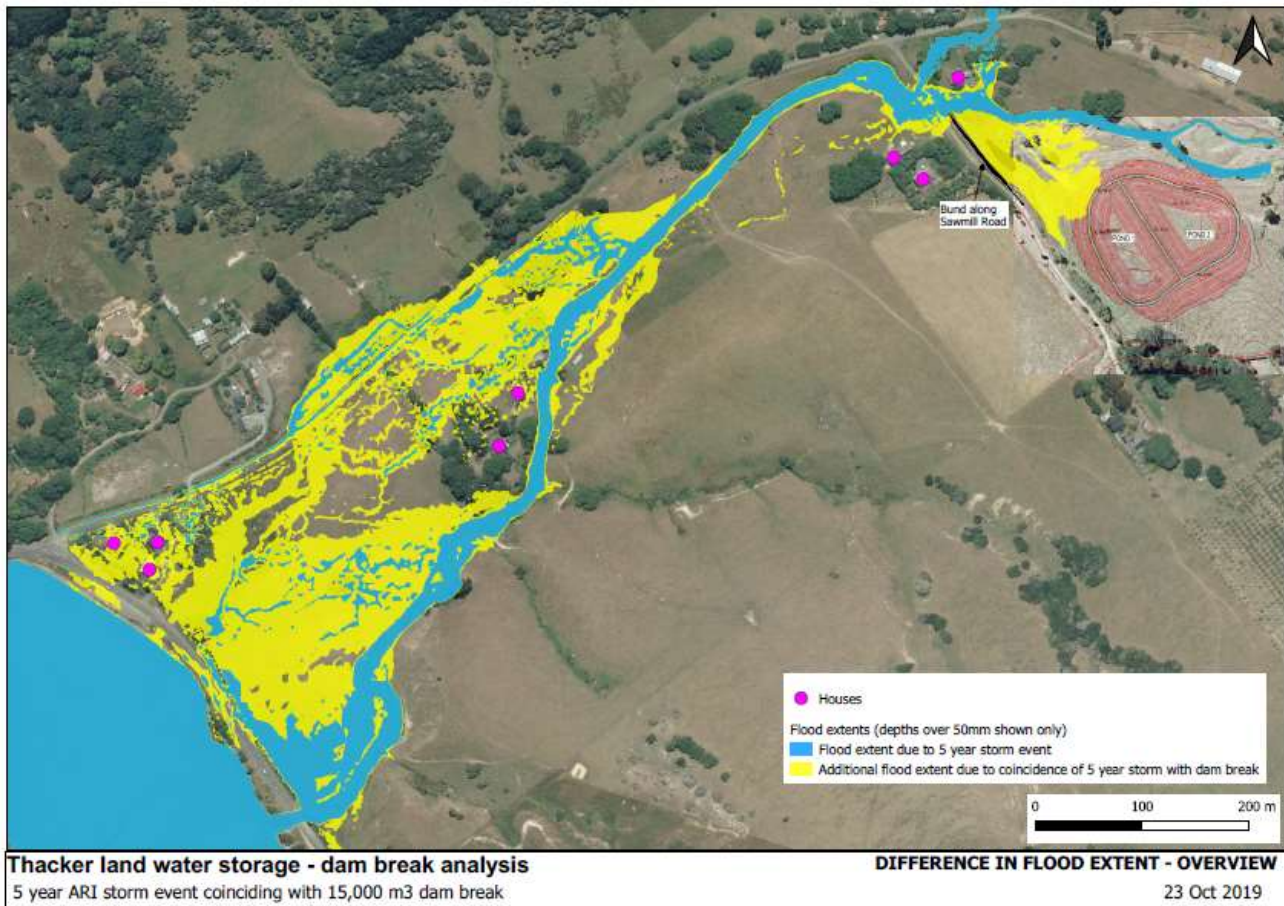 Bund along
Sawmill Road
POND 2
Houses
Flood extents (depths over 50mm shown only)
Flood extent due to 5 year storm event
Additional flood extent due to coincidence of 5 year storm with dam break
0 100 200 m
Thacker land water storage - dam break analysis
5 year ARI storm event coinciding with 15,000 m3 dam break
DIFFERENCE IN FLOOD EXTENT - OVERVIEW
23 Oct 2019